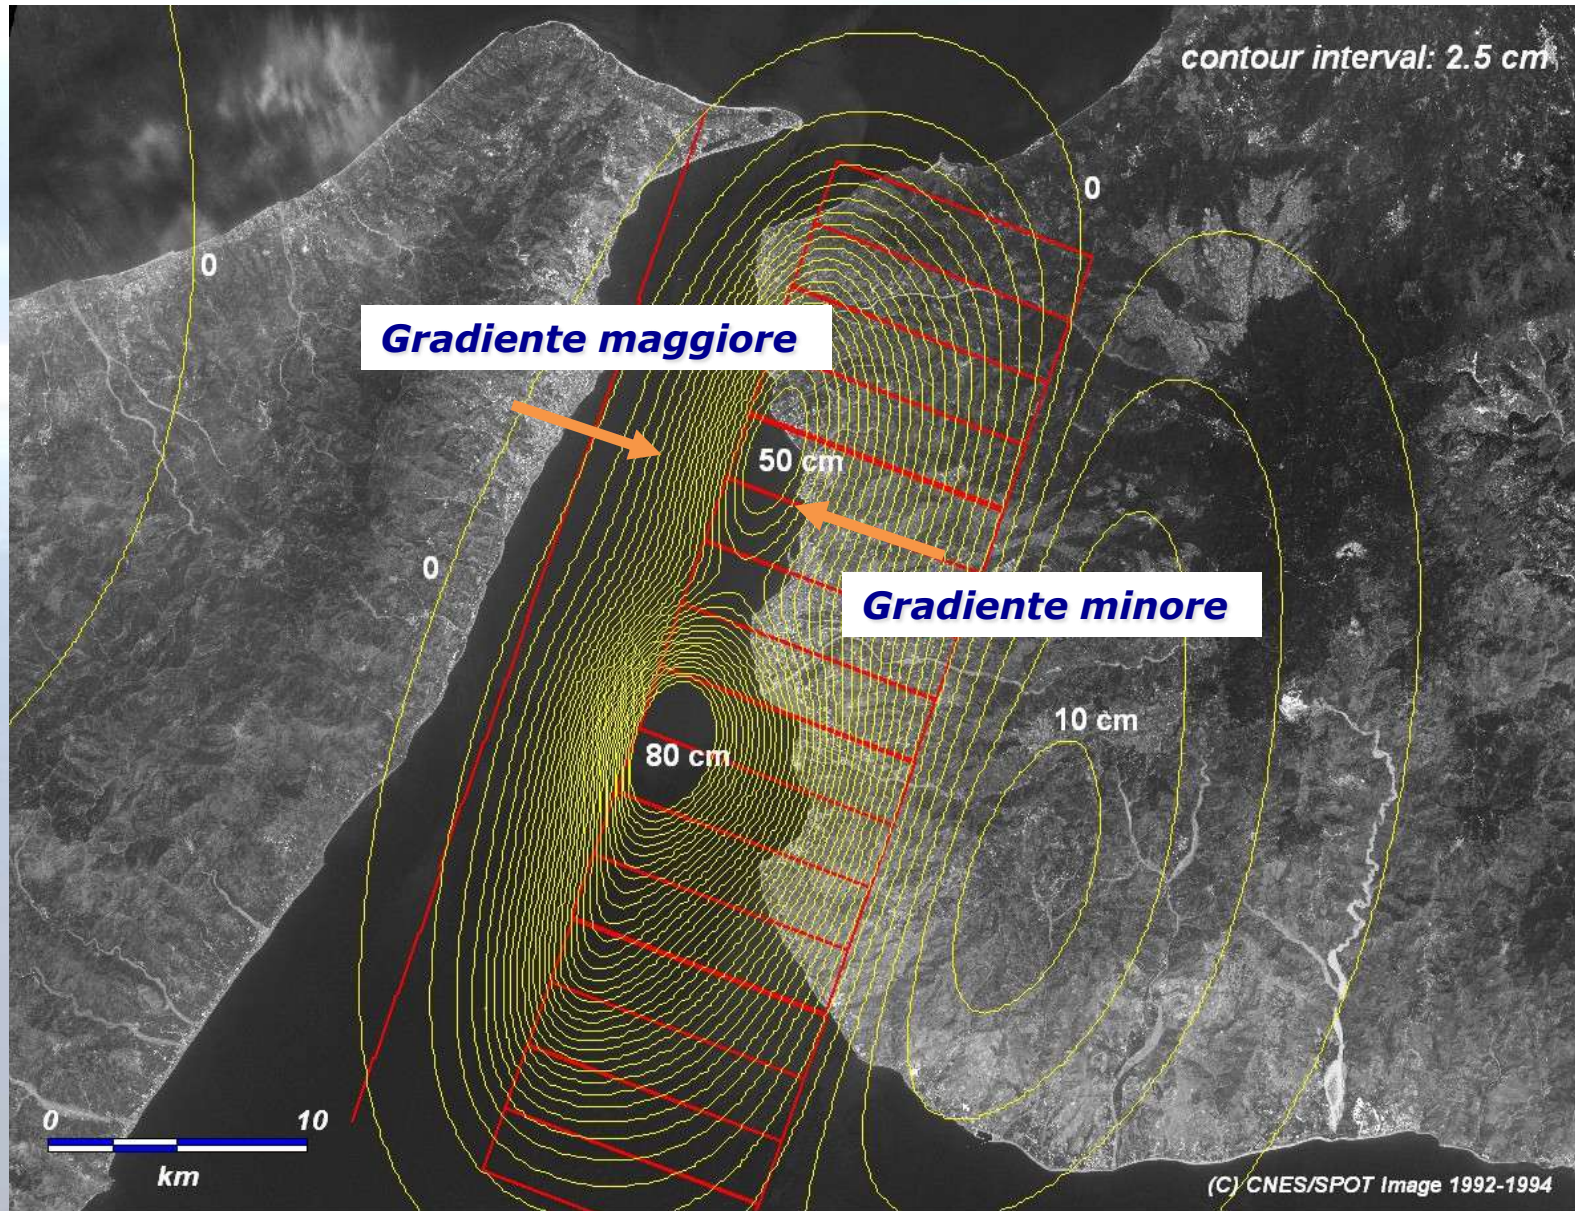 contour interval: 2.5 cm
0
0
Gradiente maggiore
50 cm
0
Gradiente minore
10 cm
80 cm
0 10
km
(C) CNES/SPOT Image 1992-1994